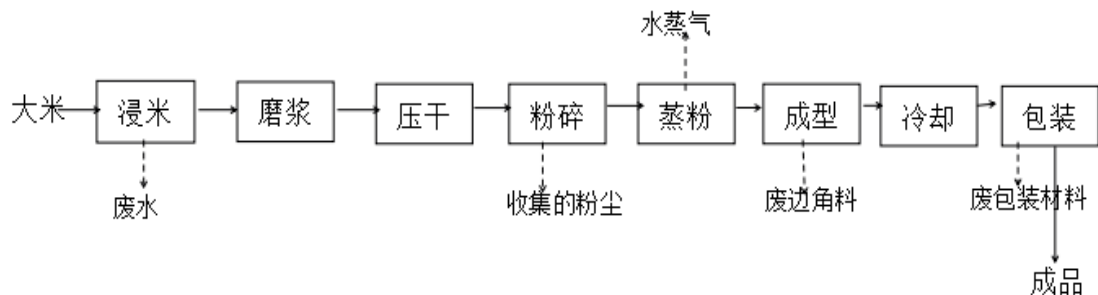 水蒸气
大米
浸米
磨浆
压干
粉碎
蒸粉
成型
冷却
包装
废水
收集的粉尘
废边角料
废包装材料
成品